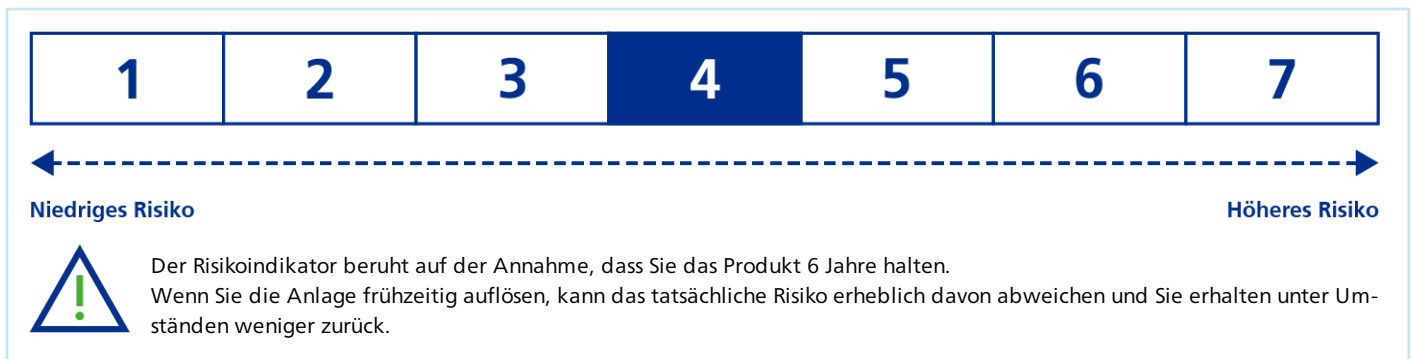 1 2 3 4 5 6 7
Niedriges Risiko Höheres Risiko
Der Risikoindikator beruht auf der Annahme, dass Sie das Produkt 6 Jahre halten.
Wenn Sie die Anlage frühzeitig auflösen, kann das tatsächliche Risiko erheblich davon abweichen und Sie erhalten unter Um-
ständen weniger zurück.